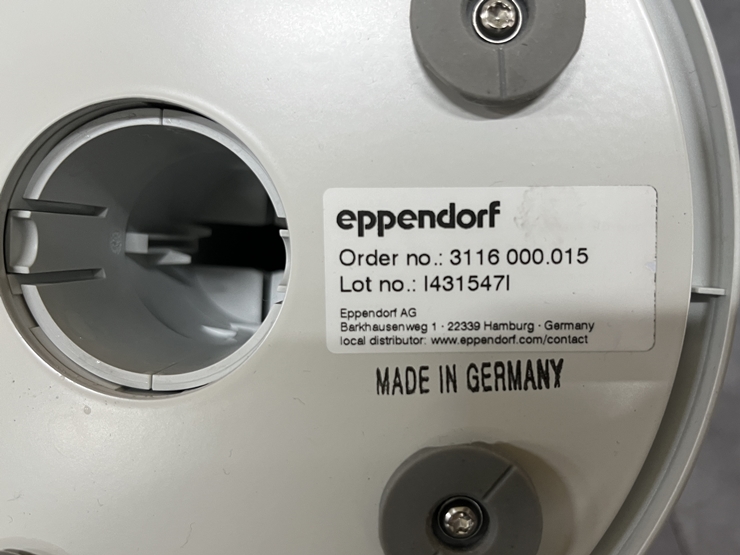 eppendorf
Order no.: 3116 000.015
Lot no.: I431547I
Eppendorf AG
Barkhausenweg 1 · 22339 Hamburg · Germany
local distributor: www.eppendorf.com/contact
MADE IN GERMANY